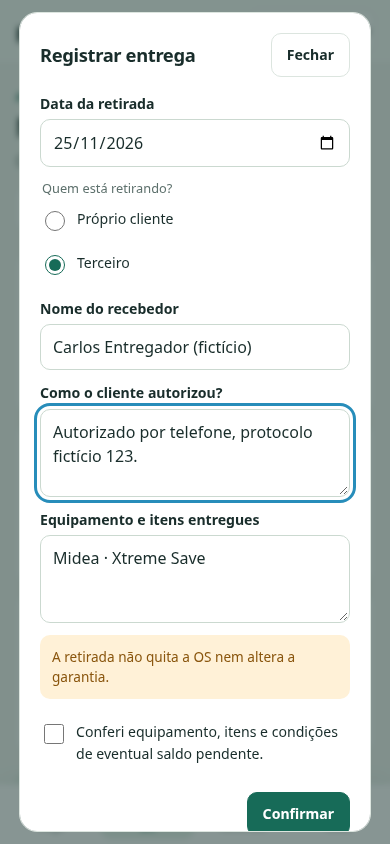 Registrar entrega
Fechar
Data da retirada
25/11/2026
Quem está retirando?
Próprio cliente
Terceiro
Nome do recebedor
Carlos Entregador (fictício)
Como o cliente autorizou?
Autorizado por telefone, protocolo
fictício 123.
Equipamento e itens entregues
Midea · Xtreme Save
A retirada não quita a OS nem altera a
garantia.
Conferi equipamento, itens e condições
de eventual saldo pendente.
Confirmar